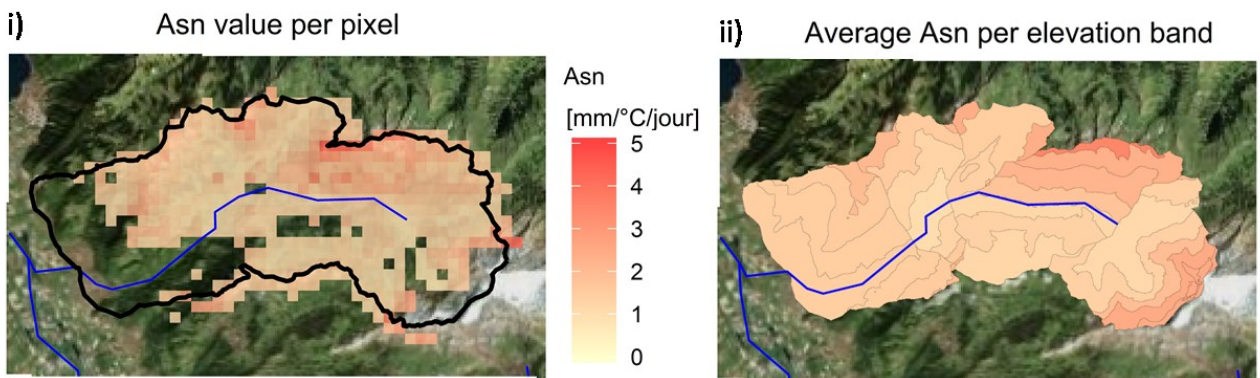 i)
Asn value per pixel
Asn
[mm/°C/jour]
5
4
3
2
1
0
ii)
Average Asn per elevation band